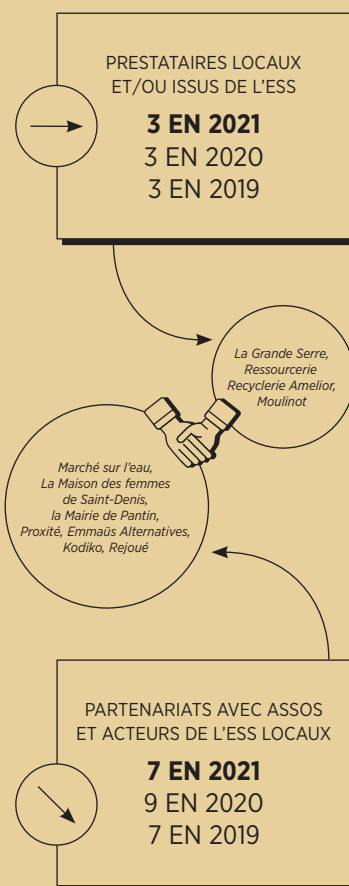 PRESTATAIRES LOCAUX
ET/OU ISSUS DE L'ESS
3 EN 2021
3 EN 2020
3 EN 2019
La Grande Serre,
Ressourcerie
Recyclerie Amelior,
Moulinot
Marché sur l'eau,
La Maison des femmes
de Saint-Denis,
la Mairie de Pantin,
Proxité, Emmaüs Alternatives,
Kodiko, Rejoué
PARTENARIATS AVEC ASSOS
ET ACTEURS DE L'ESS LOCAUX
7 EN 2021
9 EN 2020
7 EN 2019